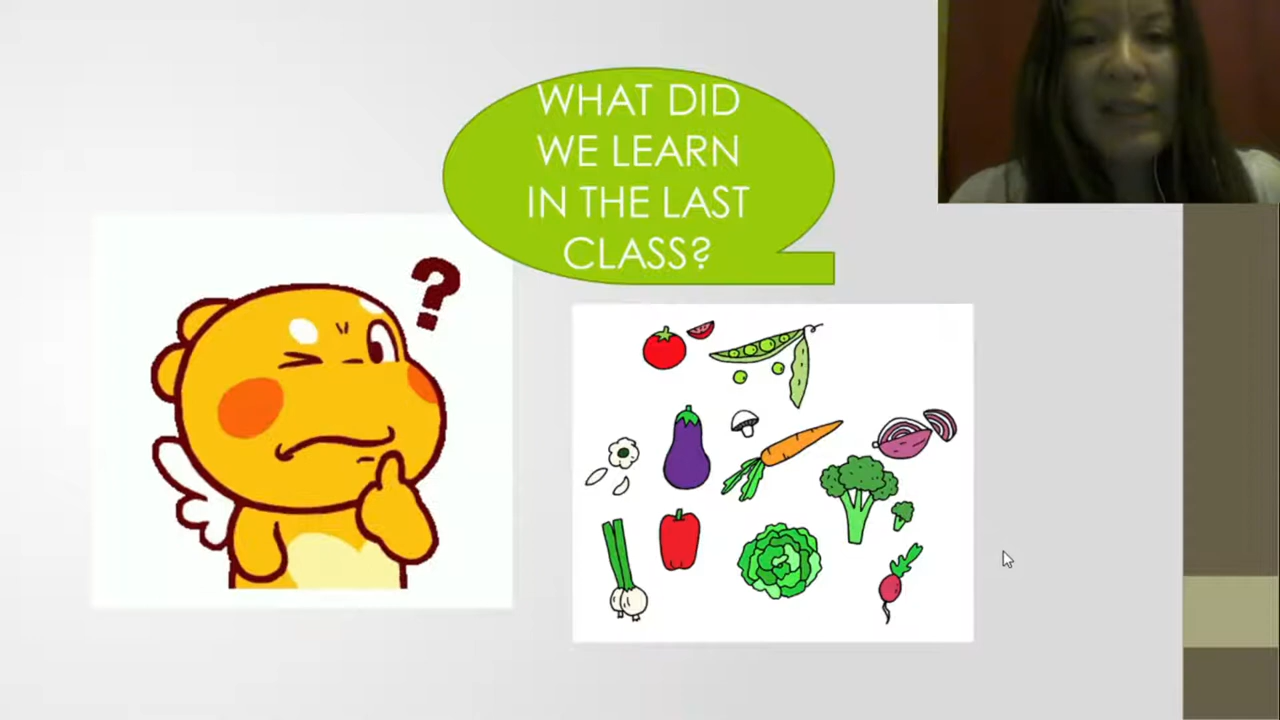 WHAT DID
WE LEARN
IN THE LAST
CLASS?
?